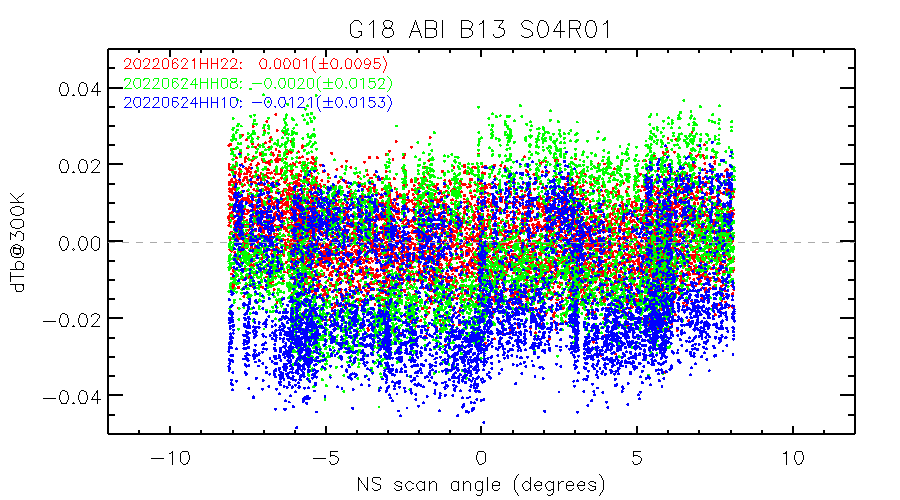 G18 ABI B13 S04R01
20220621HH22:  0.0001(±0.0095)
20220624HH08: −0.0020(±0.0152)
20220624HH10: −0.0121(±0.0153)
0.04
0.02
0.00
−0.02
−0.04
dTb@300K
−10 −5 0 5 10
NS scan angle (degrees)